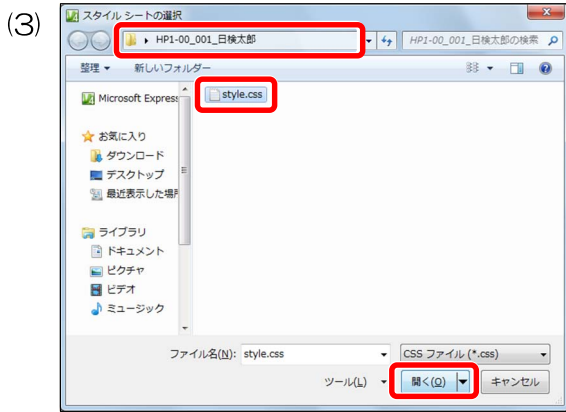 (3)
スタイル シートの選択
HP1-00_001_日検太郎
HP1-00_001_日検太郎の検索
整理 新しいフォルダー
Microsoft Express
style.css
お気に入り
ダウンロード
デスクトップ
最近表示した場所
ライブラリ
ドキュメント
ピクチャ
ビデオ
ミュージック
ファイル名(N): style.css CSS ファイル (*.css)
ツール(L) 開く(O) キャンセル